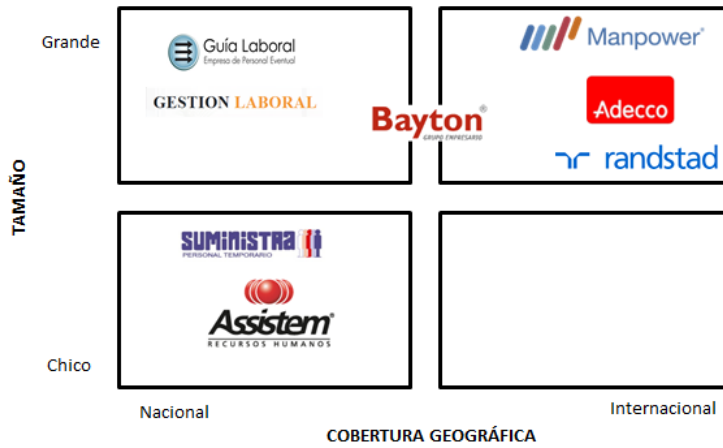 Grande
Guía Laboral
Empresa de Personal Eventual
GESTION LABORAL
Manpower®
Adecco
Bayton®
GRUPO EMPRESARIO
randstad
TAMAÑO
SUMINISTRA
PERSONAL TEMPORARIO
Assistem®
RECURSOS HUMANOS
Chico
Nacional
Internacional
COBERTURA GEOGRÁFICA